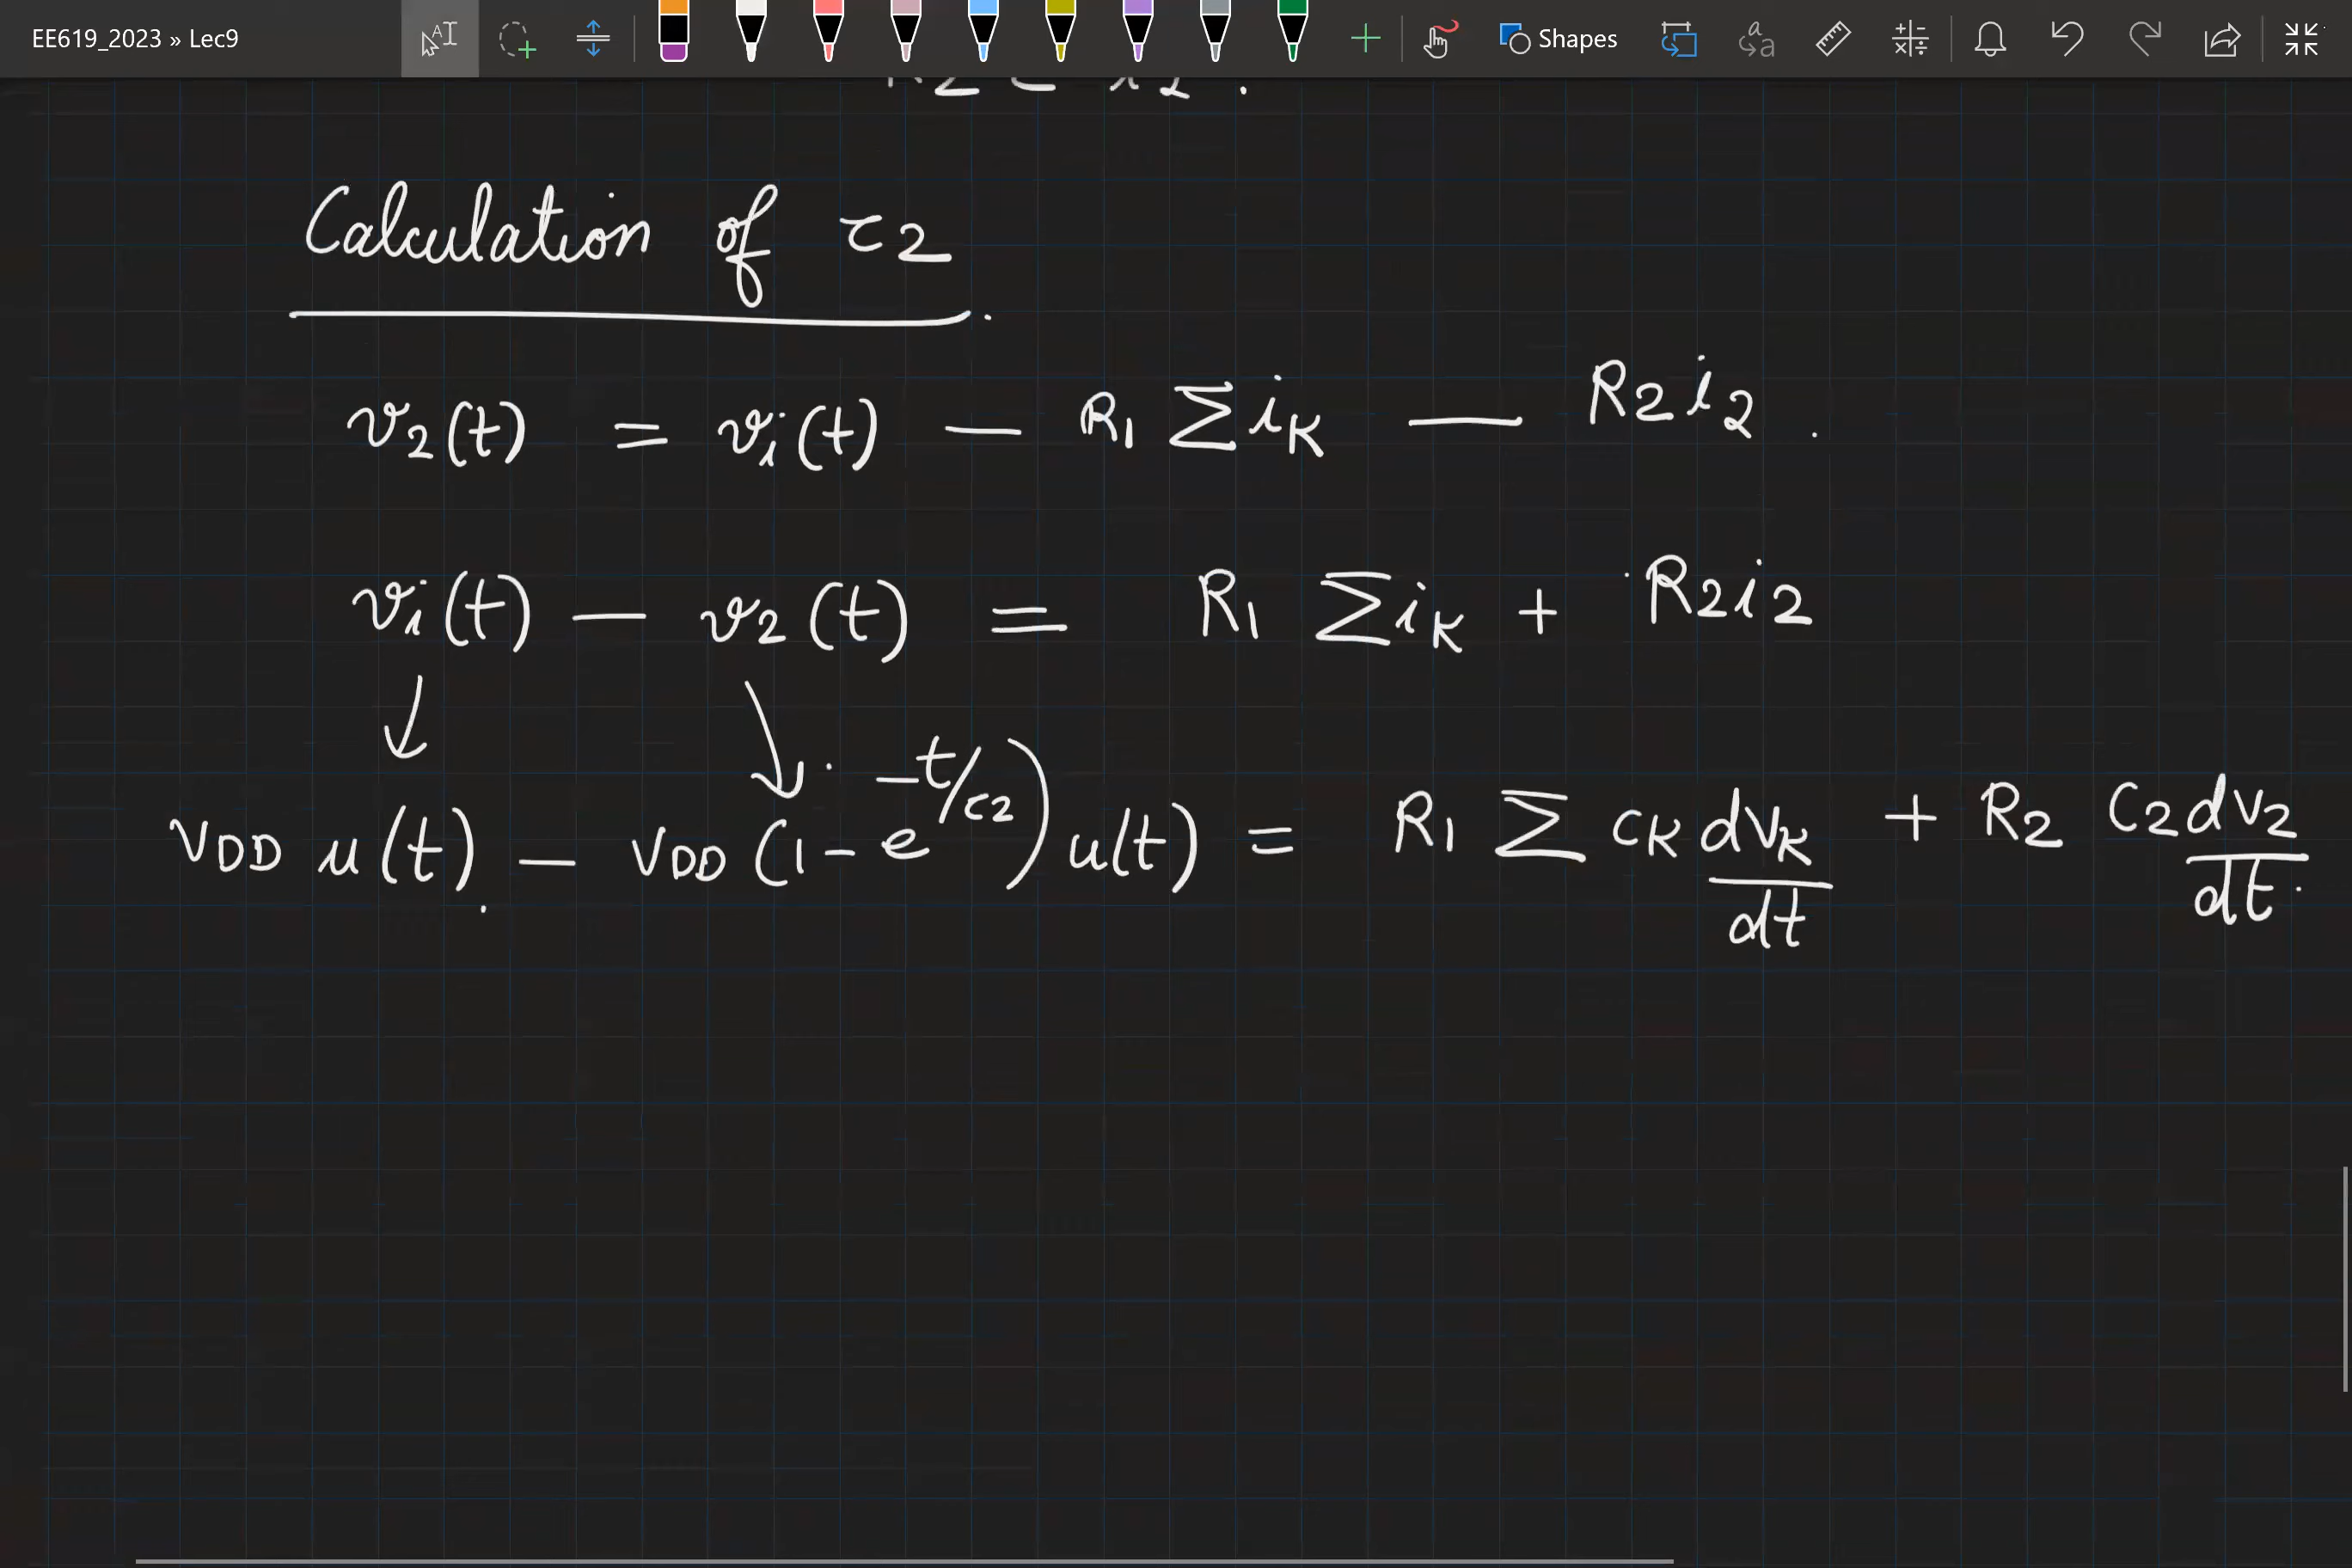 EE619_2023 » Lec9
Shapes
Calculation of τ2
v2(t) = vi(t) — R1 Σ iK — R2 i2 .
vi(t) — v2(t) = R1 Σ iK + R2 i2
VDD u(t) — VDD (1 - e^-t/τ2) u(t) = R1 Σ CK dVK/dt + R2 C2 dV2/dt